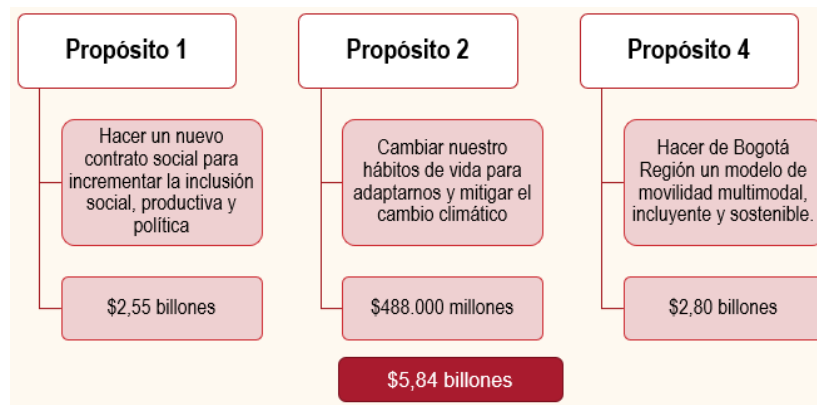 Propósito 1
Hacer un nuevo
contrato social para
incrementar la inclusión
social, productiva y
política
$2,55 billones
Propósito 2
Cambiar nuestro
hábitos de vida para
adaptarnos y mitigar el
cambio climático
$488.000 millones
Propósito 4
Hacer de Bogotá
Región un modelo de
movilidad multimodal,
incluyente y sostenible.
$2,80 billones
$5,84 billones